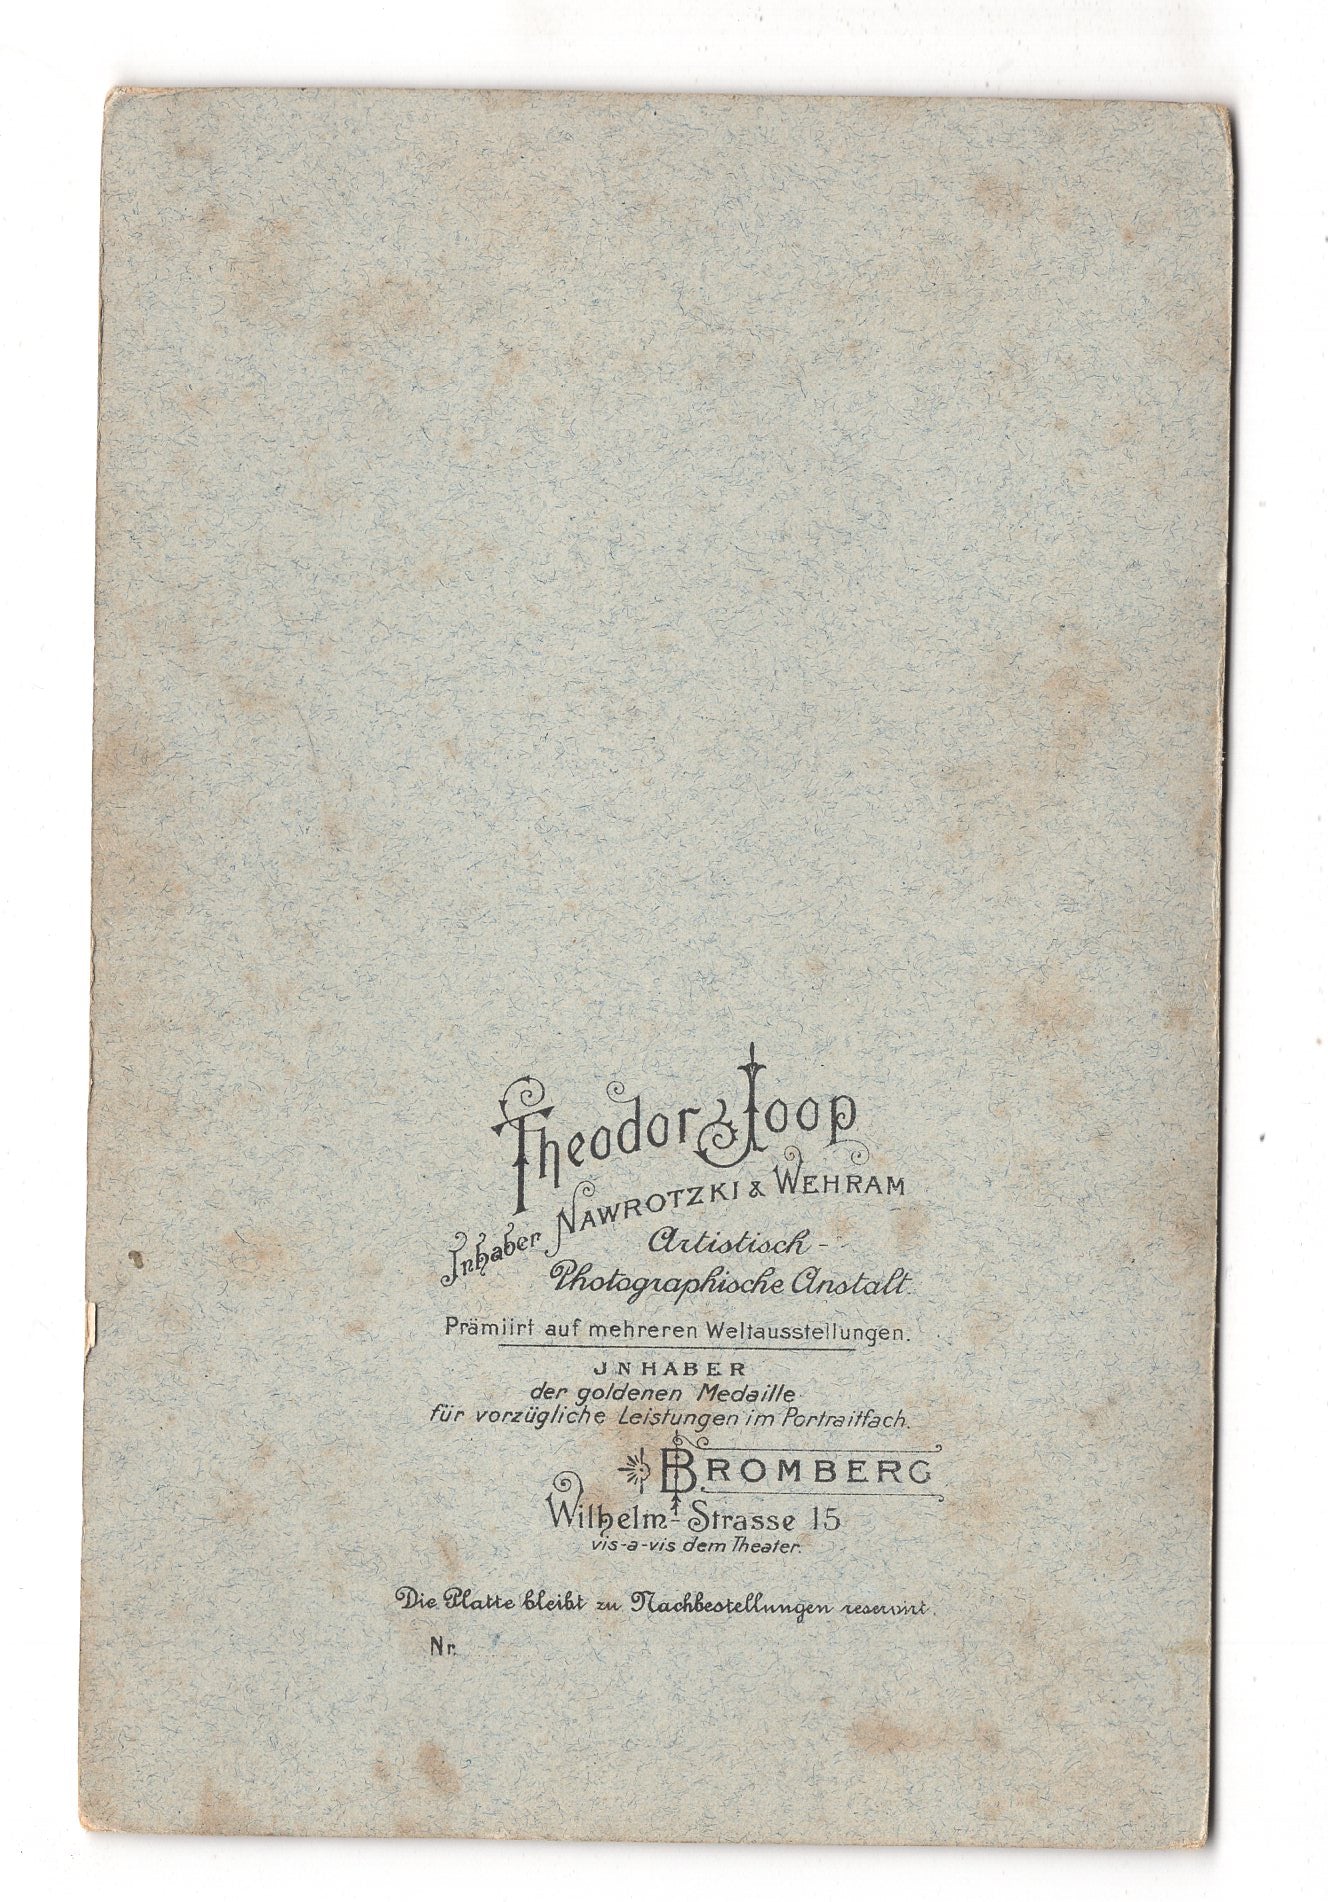 Theodor Joop
Inhaber NAWROTZKI & WEHRAM
Artistisch-
Photographische Anstalt.
Prämiirt auf mehreren Weltausstellungen.
JNHABER
der goldenen Medaille
für vorzügliche Leistungen im Portraitfach.
BROMBERG
Wilhelm-Strasse 15
vis-a-vis dem Theater.
Die Platte bleibt zu Nachbestellungen reservirt.
Nr.